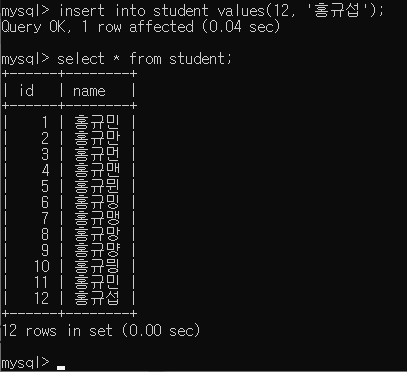 mysql> insert into student values(12, '홍규섭');
Query OK, 1 row affected (0.04 sec)
mysql> select * from student;
+------+--------+
| id   | name   |
+------+--------+
|    1 | 홍규민 |
|    2 | 홍규만 |
|    3 | 홍규먼 |
|    4 | 홍규맨 |
|    5 | 홍규뮌 |
|    6 | 홍규밍 |
|    7 | 홍규맹 |
|    8 | 홍규망 |
|    9 | 홍규먕 |
|   10 | 홍규믱 |
|   11 | 홍규민 |
|   12 | 홍규섭 |
+------+--------+
12 rows in set (0.00 sec)
mysql>